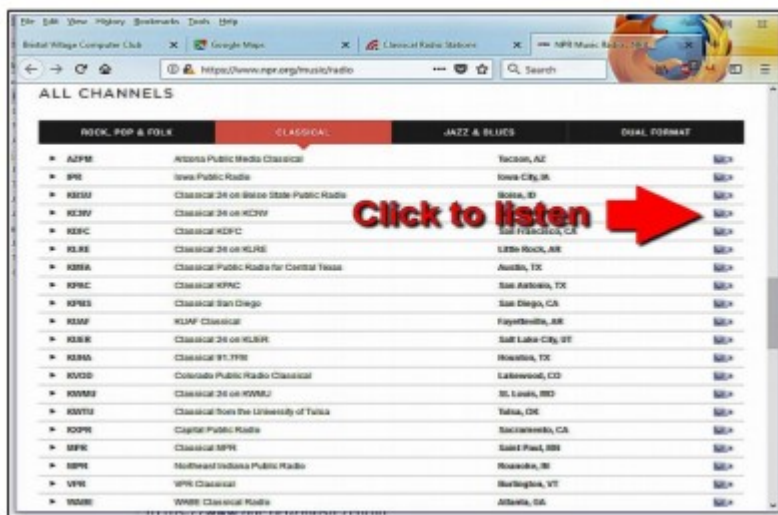 File Edit View History Bookmarks Tools Help
Bristol Village Computer Club × Google Maps × Classical Radio Stations × NPR Music Radio
https://www.npr.org/music/radio Search
ALL CHANNELS
ROCK, POP & FOLK CLASSICAL JAZZ & BLUES DUAL FORMAT
AZPM Arizona Public Media Classical Tucson, AZ
IPR Iowa Public Radio Iowa City, IA
KBSU Classical 24 on Boise State Public Radio Boise, ID
KCNV Classical 24 on KCNV
Click to listen
KDFC Classical KDFC San Francisco, CA
KLRE Classical 24 on KLRE Little Rock, AR
KMFA Classical Public Radio for Central Texas Austin, TX
KPAC Classical KPAC San Antonio, TX
KPBS Classical San Diego San Diego, CA
KUAF KUAF Classical Fayetteville, AR
KUER Classical 24 on KUER Salt Lake City, UT
KUHA Classical 91.7FM Houston, TX
KVOD Colorado Public Radio Classical Lakewood, CO
KWMU Classical 24 on KWMU St. Louis, MO
KWTU Classical from the University of Tulsa Tulsa, OK
KXPR Capital Public Radio Sacramento, CA
MPR Classical MPR Saint Paul, MN
NIPR Northeast Indiana Public Radio Roanoke, IN
VPR VPR Classical Burlington, VT
WABE WABE Classical Radio Atlanta, GA